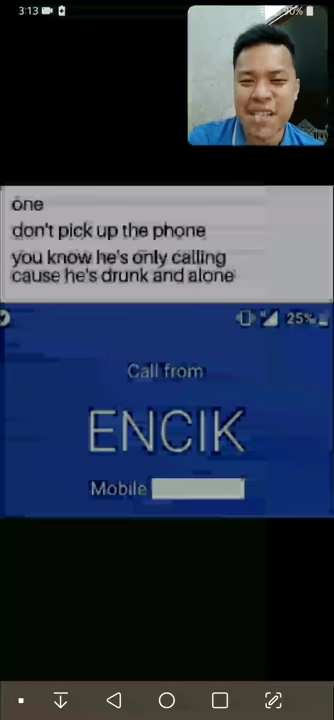 3:13
90%
one
don't pick up the phone
you know he's only calling
cause he's drunk and alone
25%
Call from
ENCIK
Mobile